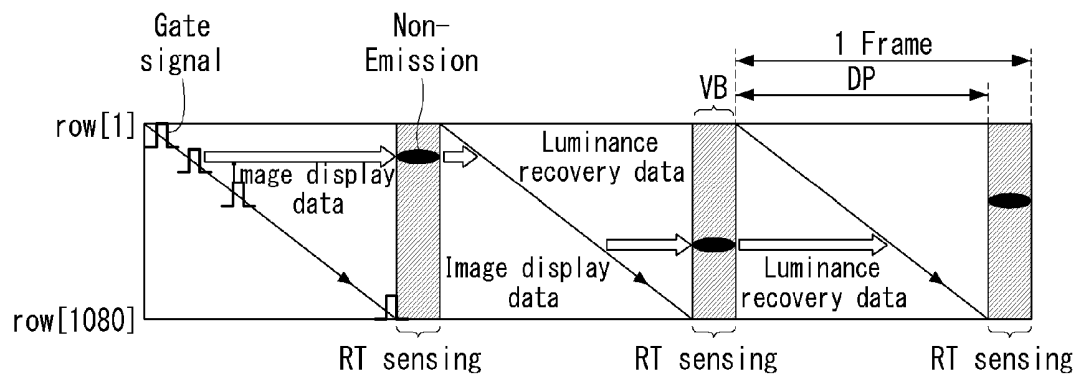 Gate
signal
Non-
Emission
1 Frame
VB
DP
row[1]
Luminance
recovery data
Image display
data
Image display
data
Luminance
recovery data
row[1080]
RT sensing
RT sensing
RT sensing